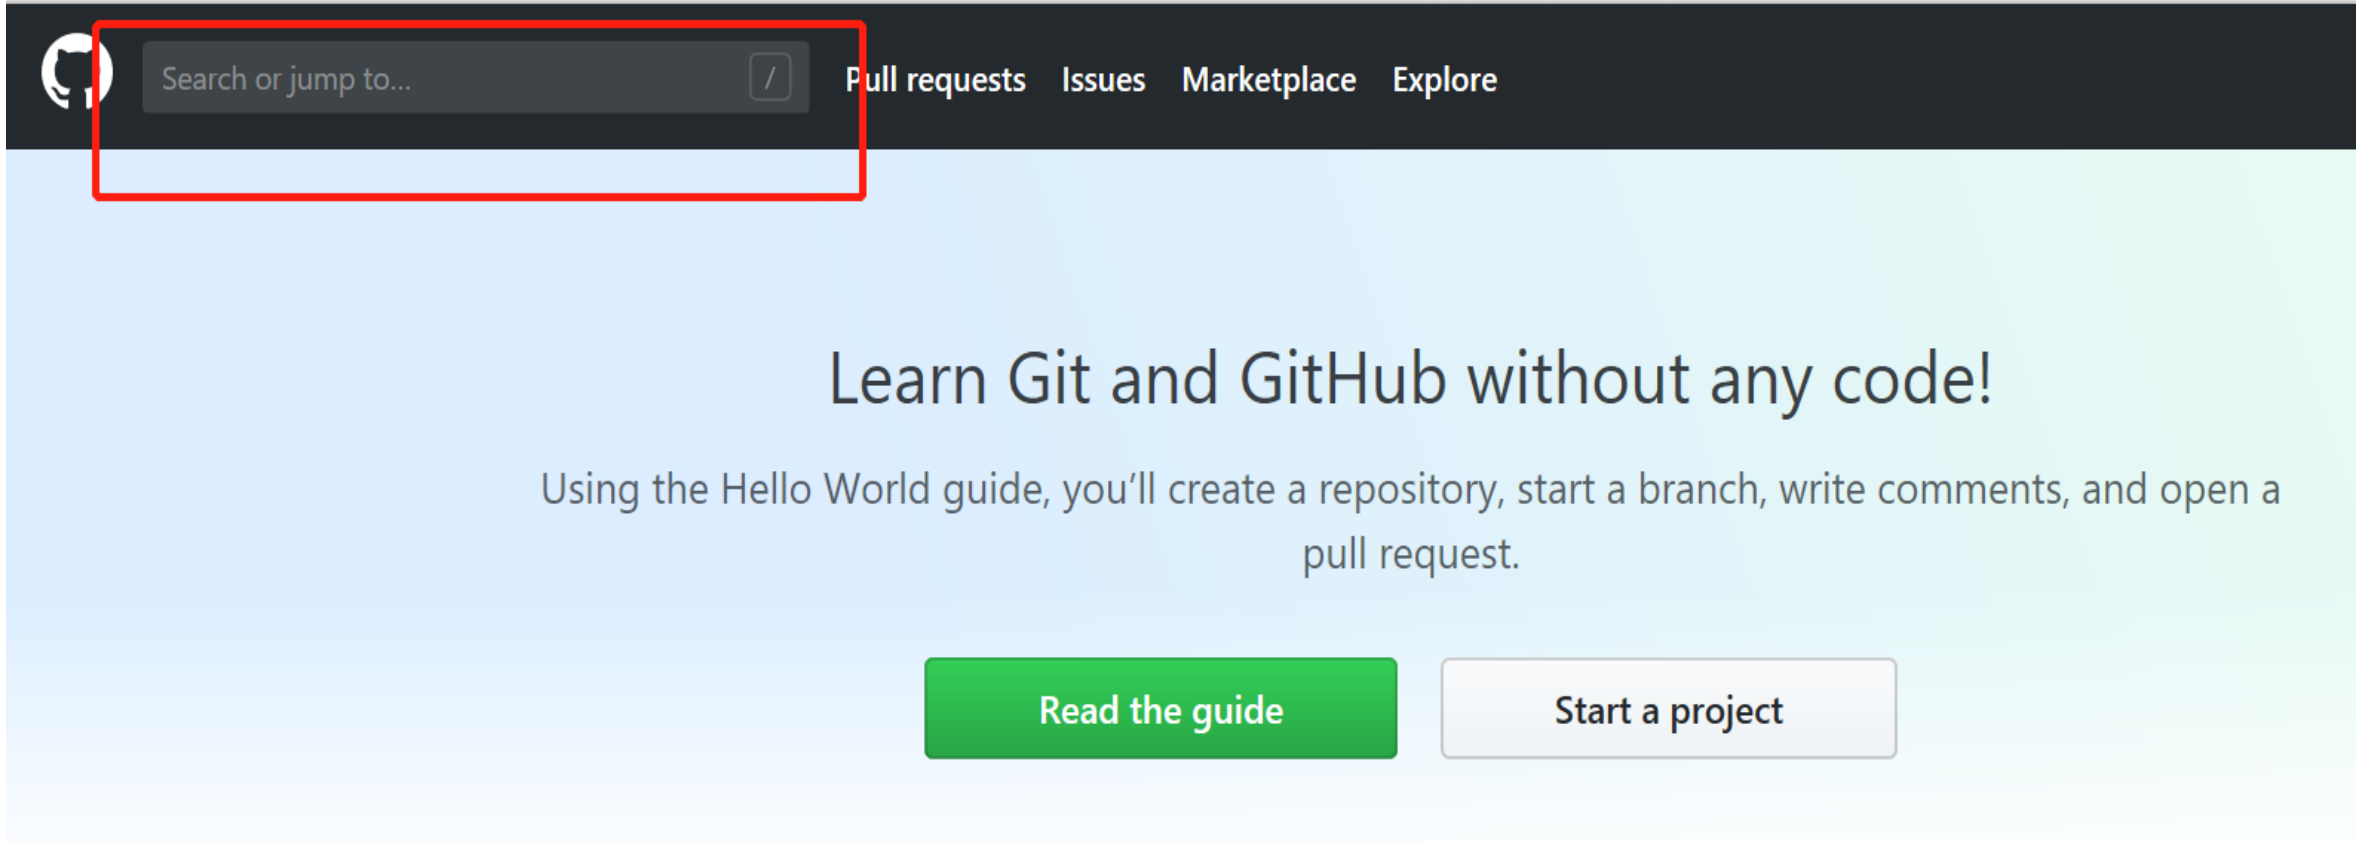 Search or jump to... / Pull requests Issues Marketplace Explore
Learn Git and GitHub without any code!
Using the Hello World guide, you’ll create a repository, start a branch, write comments, and open a
pull request.
Read the guide Start a project